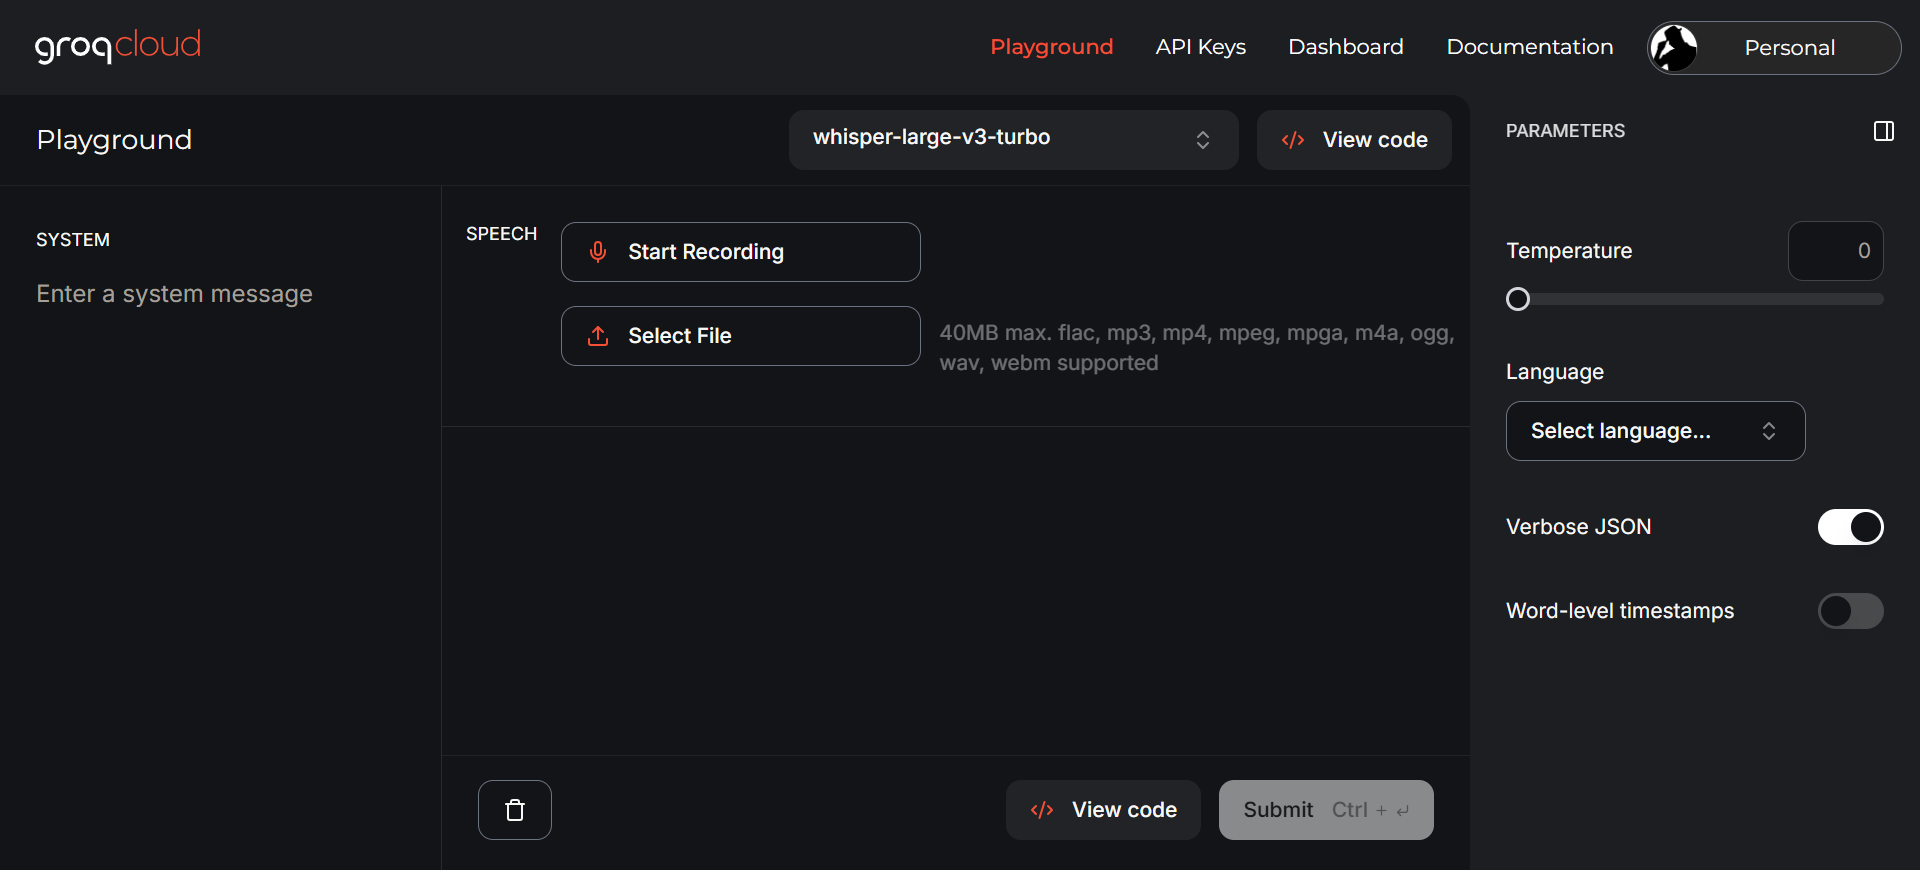 groqcloud
Playground
API Keys
Dashboard
Documentation
Personal
Playground
whisper-large-v3-turbo
View code
PARAMETERS
SYSTEM
Enter a system message
SPEECH
Start Recording
Select File
40MB max. flac, mp3, mp4, mpeg, mpga, m4a, ogg,
wav, webm supported
Temperature
0
Language
Select language...
Verbose JSON
Word-level timestamps
View code
Submit Ctrl + ↵